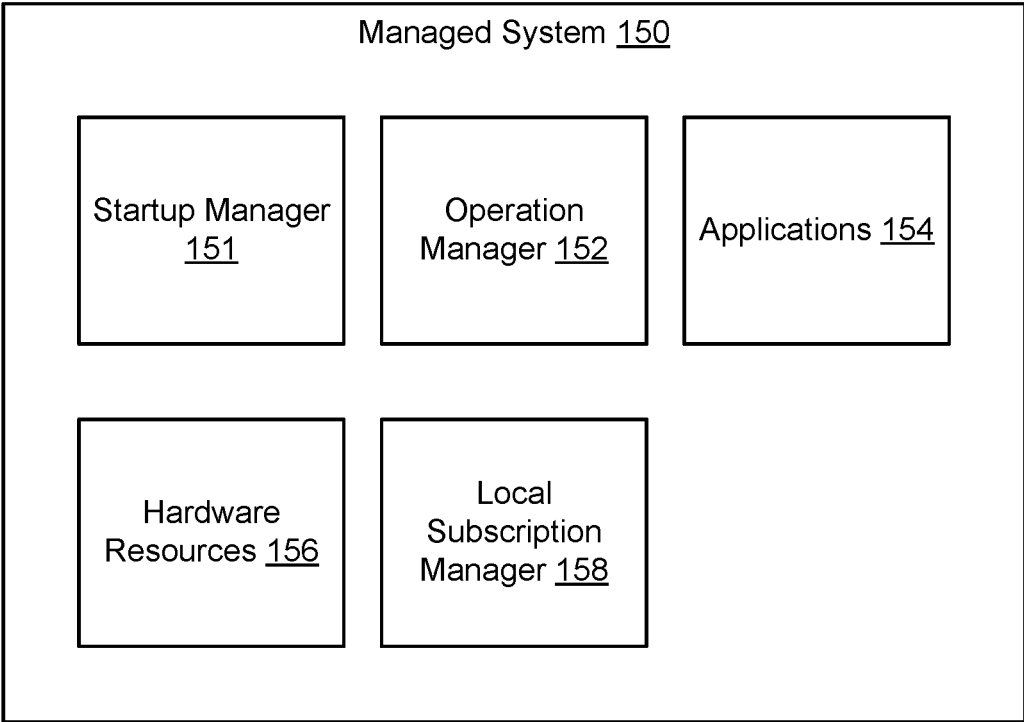 Managed System 150
Startup Manager
151
Operation
Manager 152
Applications 154
Hardware
Resources 156
Local
Subscription
Manager 158